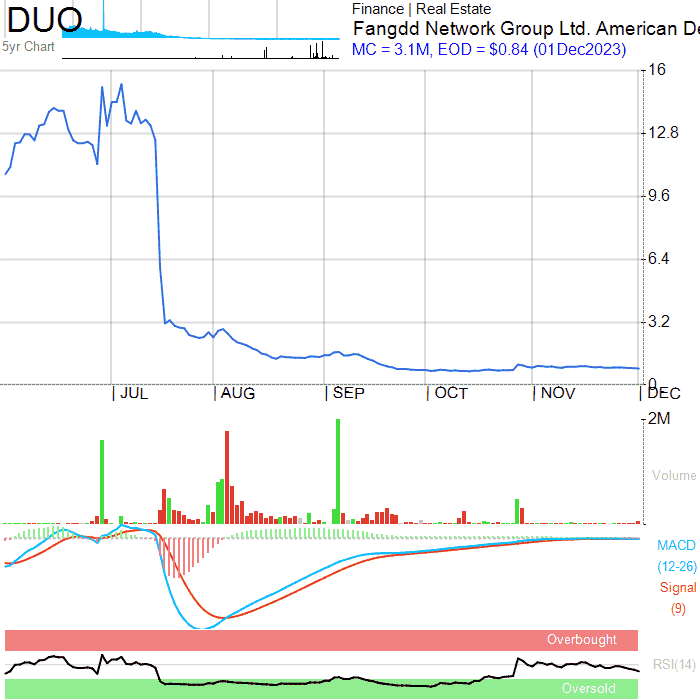 DUO
5yr Chart
Finance | Real Estate
Fangdd Network Group Ltd. American De
MC = 3.1M, EOD = $0.84 (01Dec2023)
16
12.8
9.6
6.4
3.2
0
JUL AUG SEP OCT NOV DEC
2M
Volume
MACD
(12-26)
Signal
(9)
Overbought
RSI(14)
Oversold